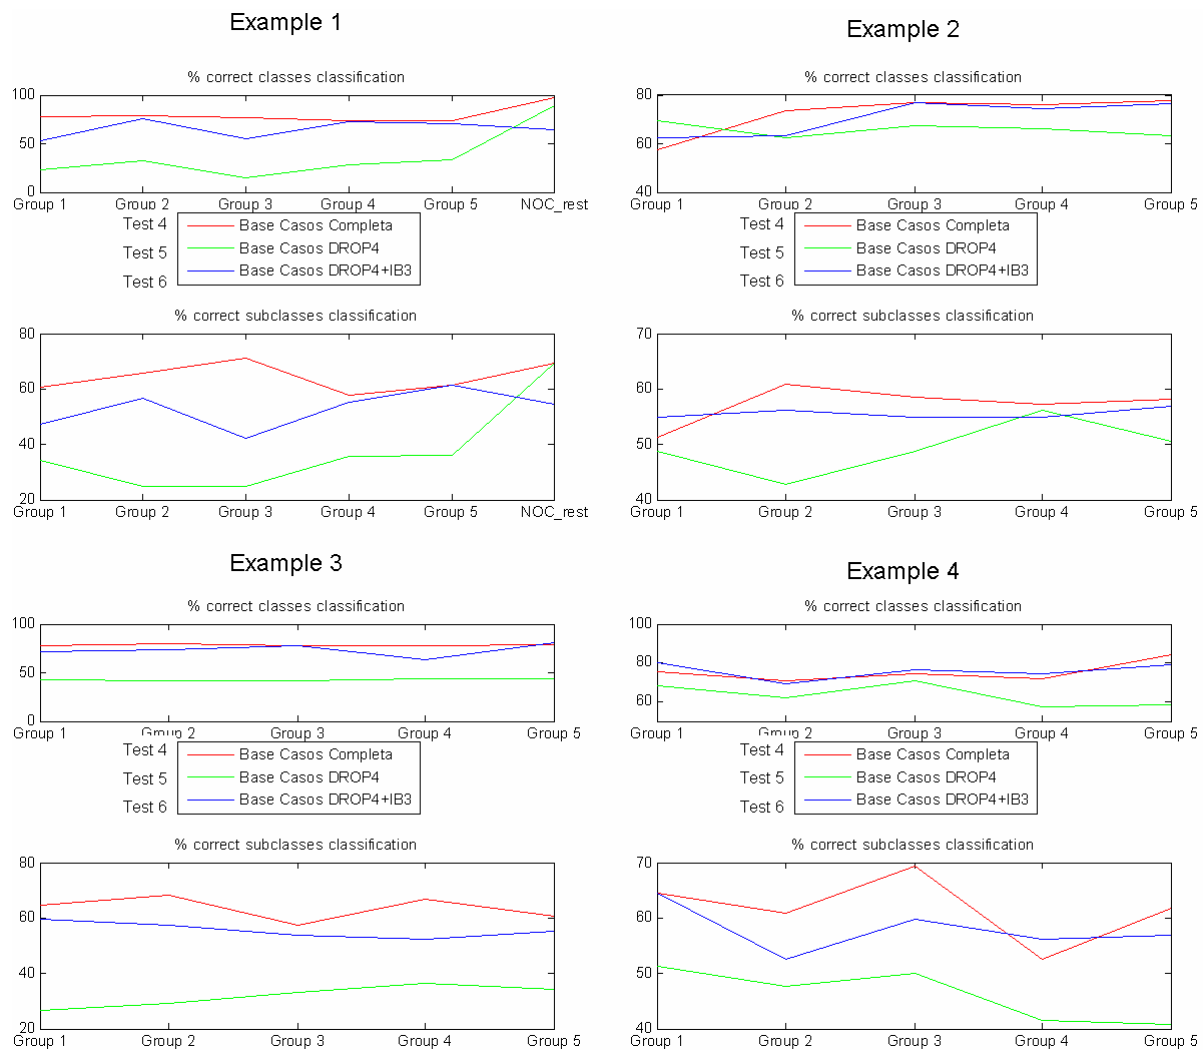 Example 1
% correct classes classification
100
50
0
Group 1 Group 2 Group 3 Group 4 Group 5 NOC_rest
Test 4 Base Casos Completa
Test 5 Base Casos DROP4
Test 6 Base Casos DROP4+IB3
% correct subclasses classification
80
60
40
20
Group 1 Group 2 Group 3 Group 4 Group 5 NOC_rest
Example 2
% correct classes classification
80
60
40
Group 1 Group 2 Group 3 Group 4 Group 5
Test 4 Base Casos Completa
Test 5 Base Casos DROP4
Test 6 Base Casos DROP4+IB3
% correct subclasses classification
70
60
50
40
Group 1 Group 2 Group 3 Group 4 Group 5
Example 3
% correct classes classification
100
50
0
Group 1 Group 2 Group 3 Group 4 Group 5
Test 4 Base Casos Completa
Test 5 Base Casos DROP4
Test 6 Base Casos DROP4+IB3
% correct subclasses classification
80
60
40
20
Group 1 Group 2 Group 3 Group 4 Group 5
Example 4
% correct classes classification
100
80
60
Group 1 Group 2 Group 3 Group 4 Group 5
Test 4 Base Casos Completa
Test 5 Base Casos DROP4
Test 6 Base Casos DROP4+IB3
% correct subclasses classification
70
60
50
40
Group 1 Group 2 Group 3 Group 4 Group 5